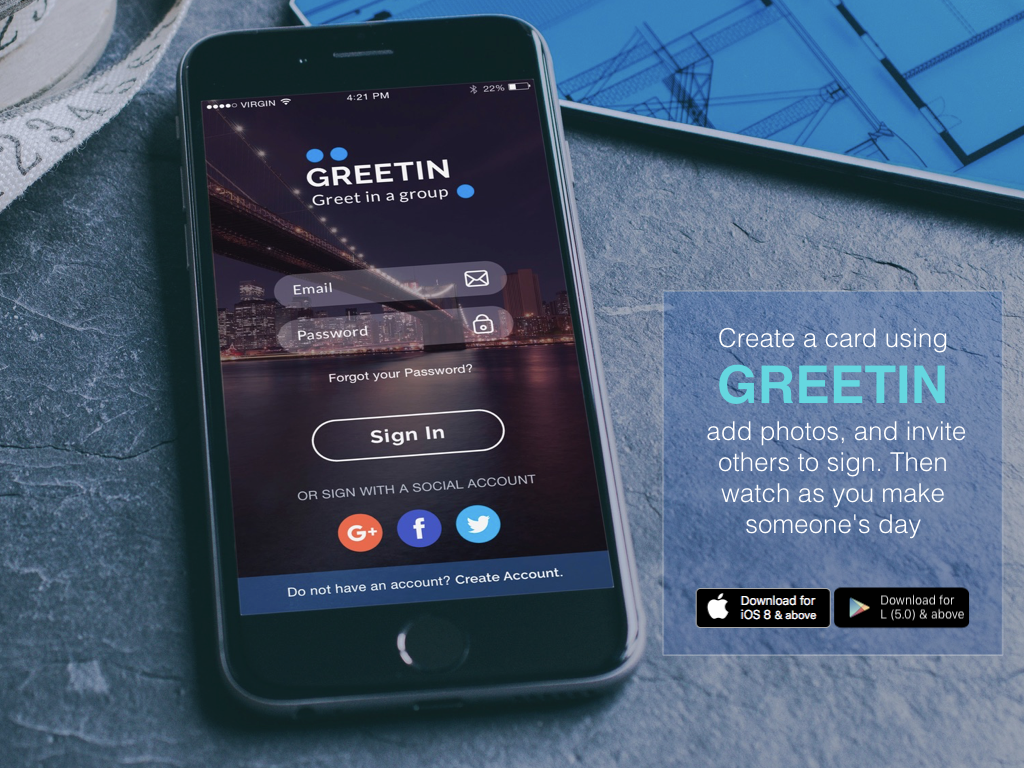 VIRGIN
4:21 PM
22%
GREETIN
Greet in a group
Email
Password
Forgot your Password?
Sign In
OR SIGN WITH A SOCIAL ACCOUNT
G+
f
Do not have an account? Create Account.
Create a card using
GREETIN
add photos, and invite
others to sign. Then
watch as you make
someone's day
Download for
iOS 8 & above
Download for
L (5.0) & above